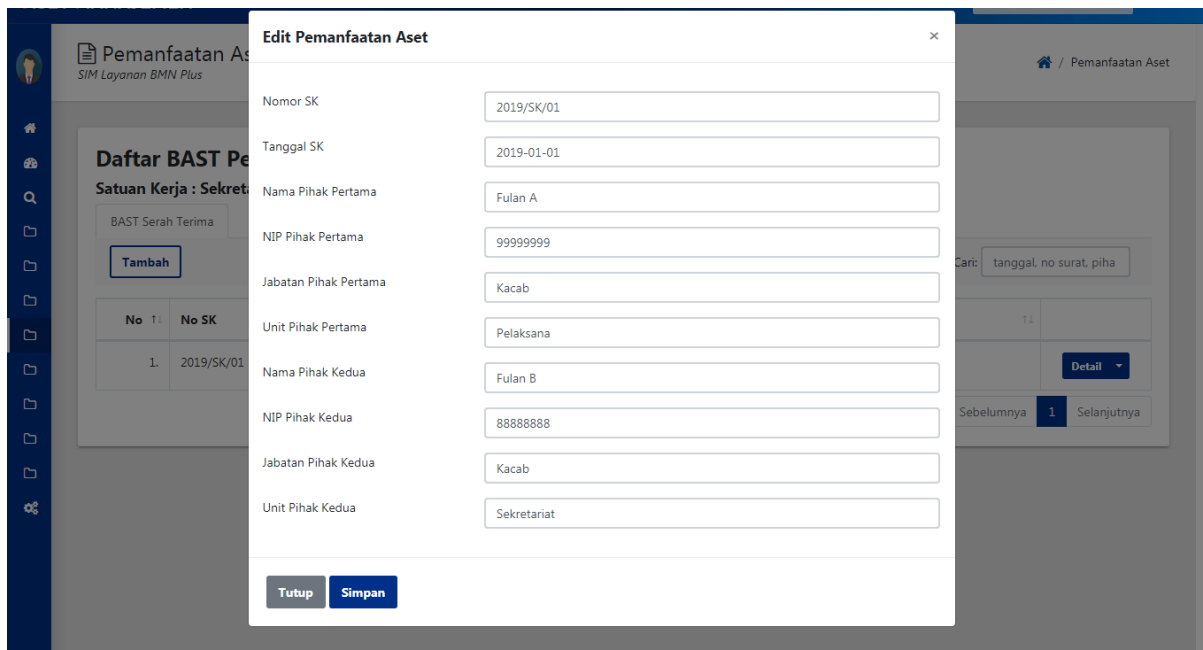 Edit Pemanfaatan Aset ×
Pemanfaatan As
SIM Layanan BMN Plus
/ Pemanfaatan Aset
Nomor SK 2019/SK/01
Tanggal SK 2019-01-01
Nama Pihak Pertama Fulan A
NIP Pihak Pertama 99999999
Jabatan Pihak Pertama Kacab
Unit Pihak Pertama Pelaksana
Nama Pihak Kedua Fulan B
NIP Pihak Kedua 88888888
Jabatan Pihak Kedua Kacab
Unit Pihak Kedua Sekretariat
Tutup Simpan
Daftar BAST Pe
Satuan Kerja : Sekreta
BAST Serah Terima
Tambah
Cari: tanggal, no surat, piha
No No SK
1. 2019/SK/01 Detail
Sebelumnya 1 Selanjutnya